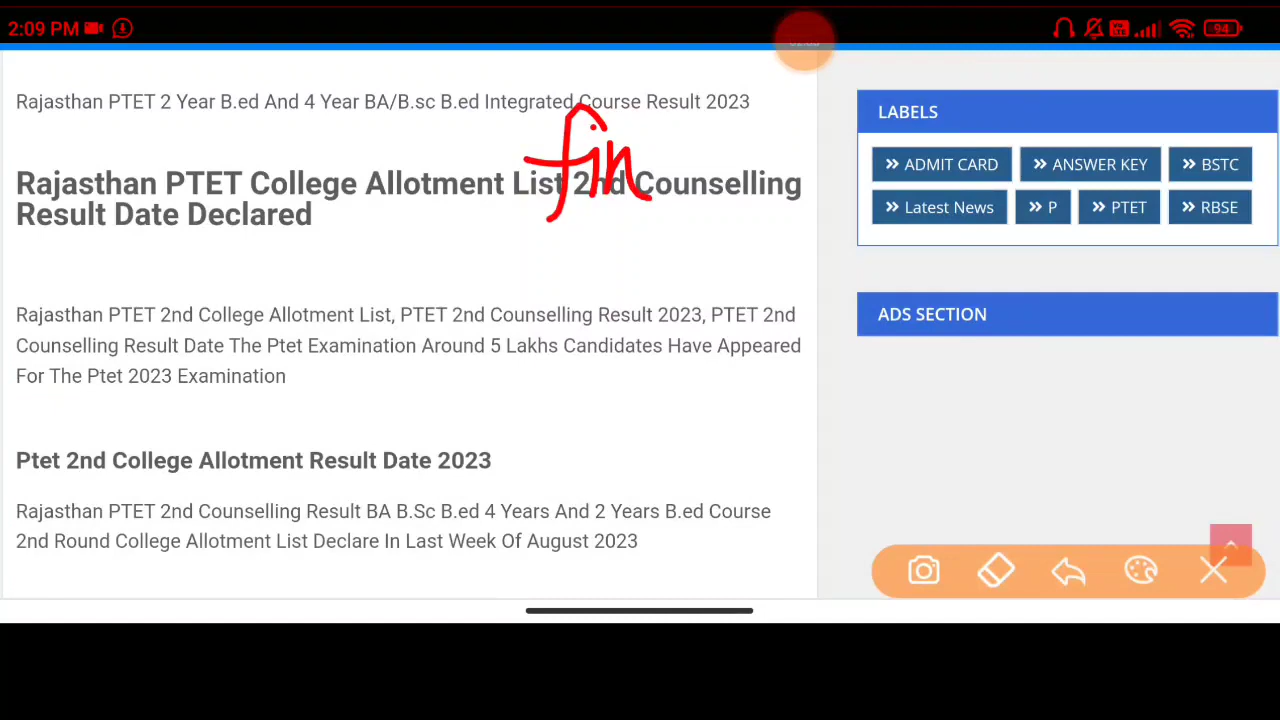 2:09 PM
94
Rajasthan PTET 2 Year B.ed And 4 Year BA/B.sc B.ed Integrated Course Result 2023
fin
Rajasthan PTET College Allotment List 2nd Counselling
Result Date Declared
Rajasthan PTET 2nd College Allotment List, PTET 2nd Counselling Result 2023, PTET 2nd
Counselling Result Date The Ptet Examination Around 5 Lakhs Candidates Have Appeared
For The Ptet 2023 Examination
Ptet 2nd College Allotment Result Date 2023
Rajasthan PTET 2nd Counselling Result BA B.Sc B.ed 4 Years And 2 Years B.ed Course
2nd Round College Allotment List Declare In Last Week Of August 2023
LABELS
» ADMIT CARD » ANSWER KEY » BSTC
» Latest News » P » PTET » RBSE
ADS SECTION